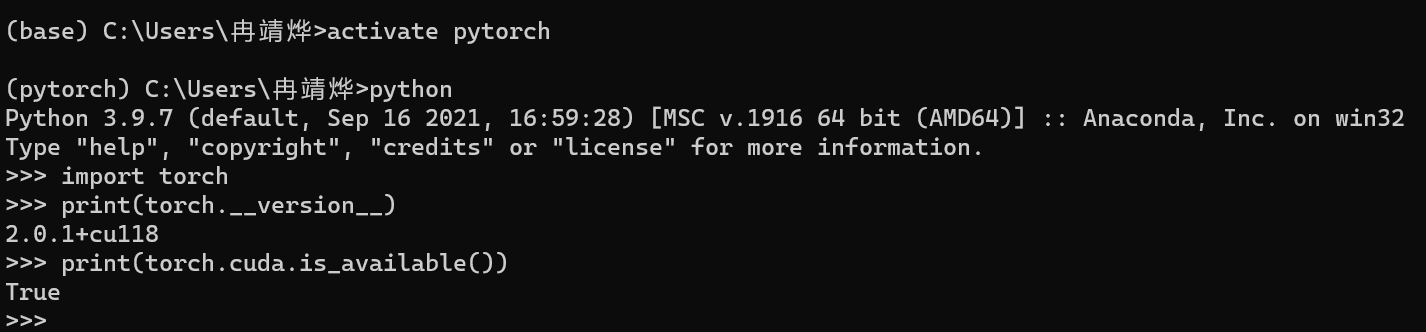 (base) C:\Users\冉靖烨>activate pytorch
(pytorch) C:\Users\冉靖烨>python
Python 3.9.7 (default, Sep 16 2021, 16:59:28) [MSC v.1916 64 bit (AMD64)] :: Anaconda, Inc. on win32
Type "help", "copyright", "credits" or "license" for more information.
>>> import torch
>>> print(torch.__version__)
2.0.1+cu118
>>> print(torch.cuda.is_available())
True
>>>